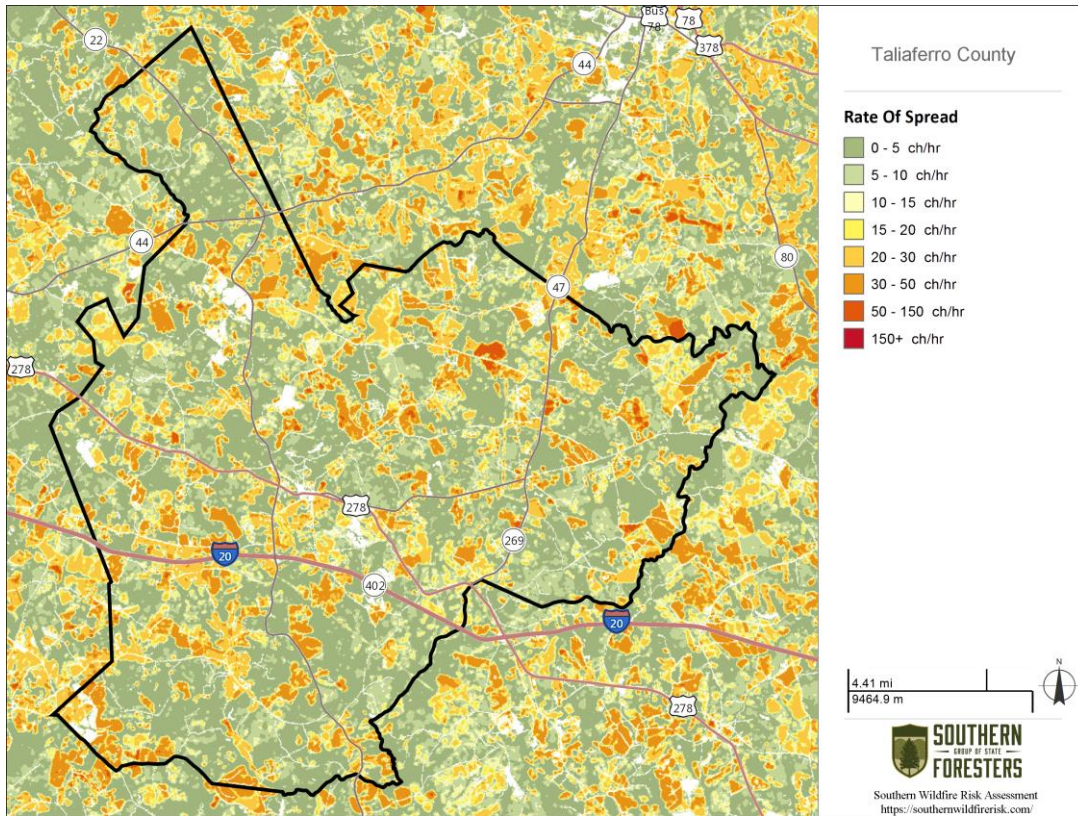 Taliaferro County
Rate Of Spread
0 - 5 ch/hr
5 - 10 ch/hr
10 - 15 ch/hr
15 - 20 ch/hr
20 - 30 ch/hr
30 - 50 ch/hr
50 - 150 ch/hr
150+ ch/hr
22
Bus
78
78
378
44
44
80
47
278
278
20
269
402
20
278
4.41 mi
9464.9 m
N
SOUTHERN
GROUP OF STATE
FORESTERS
Southern Wildfire Risk Assessment
https://southernwildfirerisk.com/